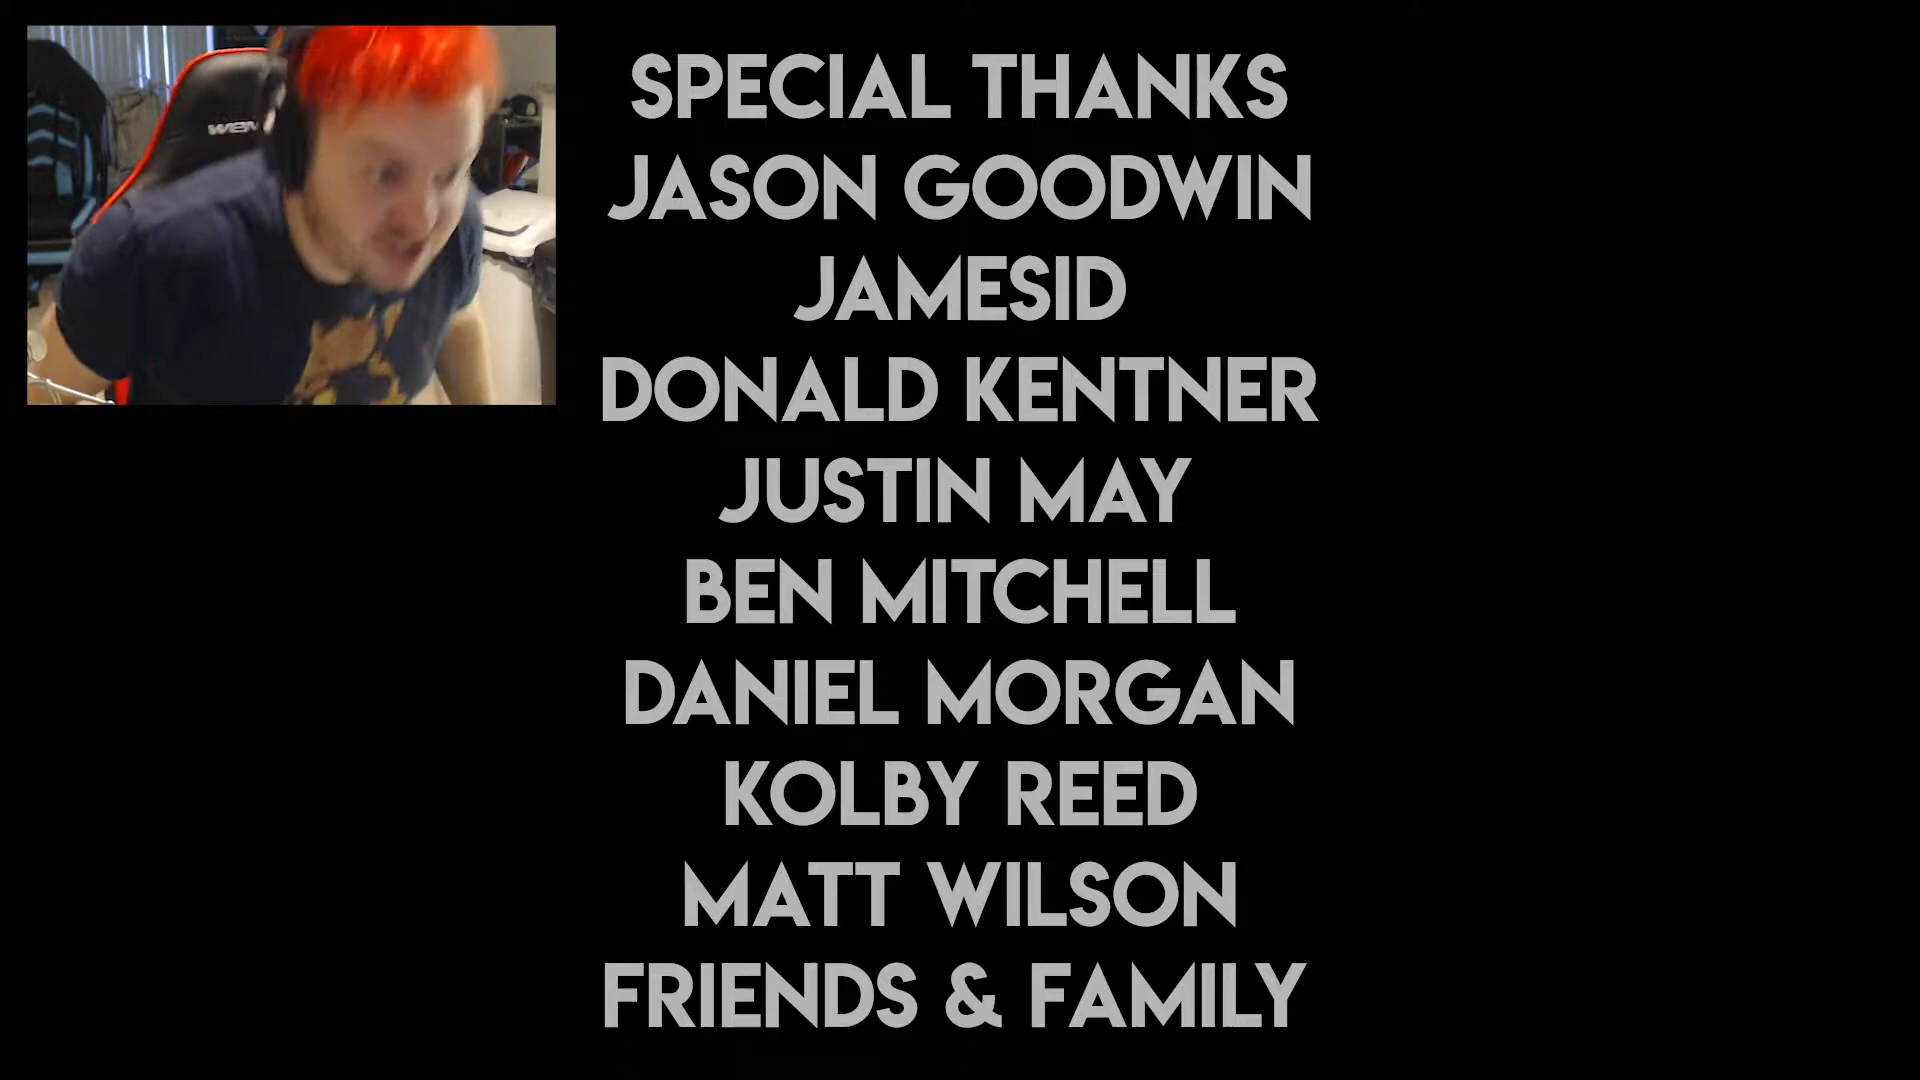 SPECIAL THANKS
JASON GOODWIN
JAMESID
DONALD KENTNER
JUSTIN MAY
BEN MITCHELL
DANIEL MORGAN
KOLBY REED
MATT WILSON
FRIENDS & FAMILY